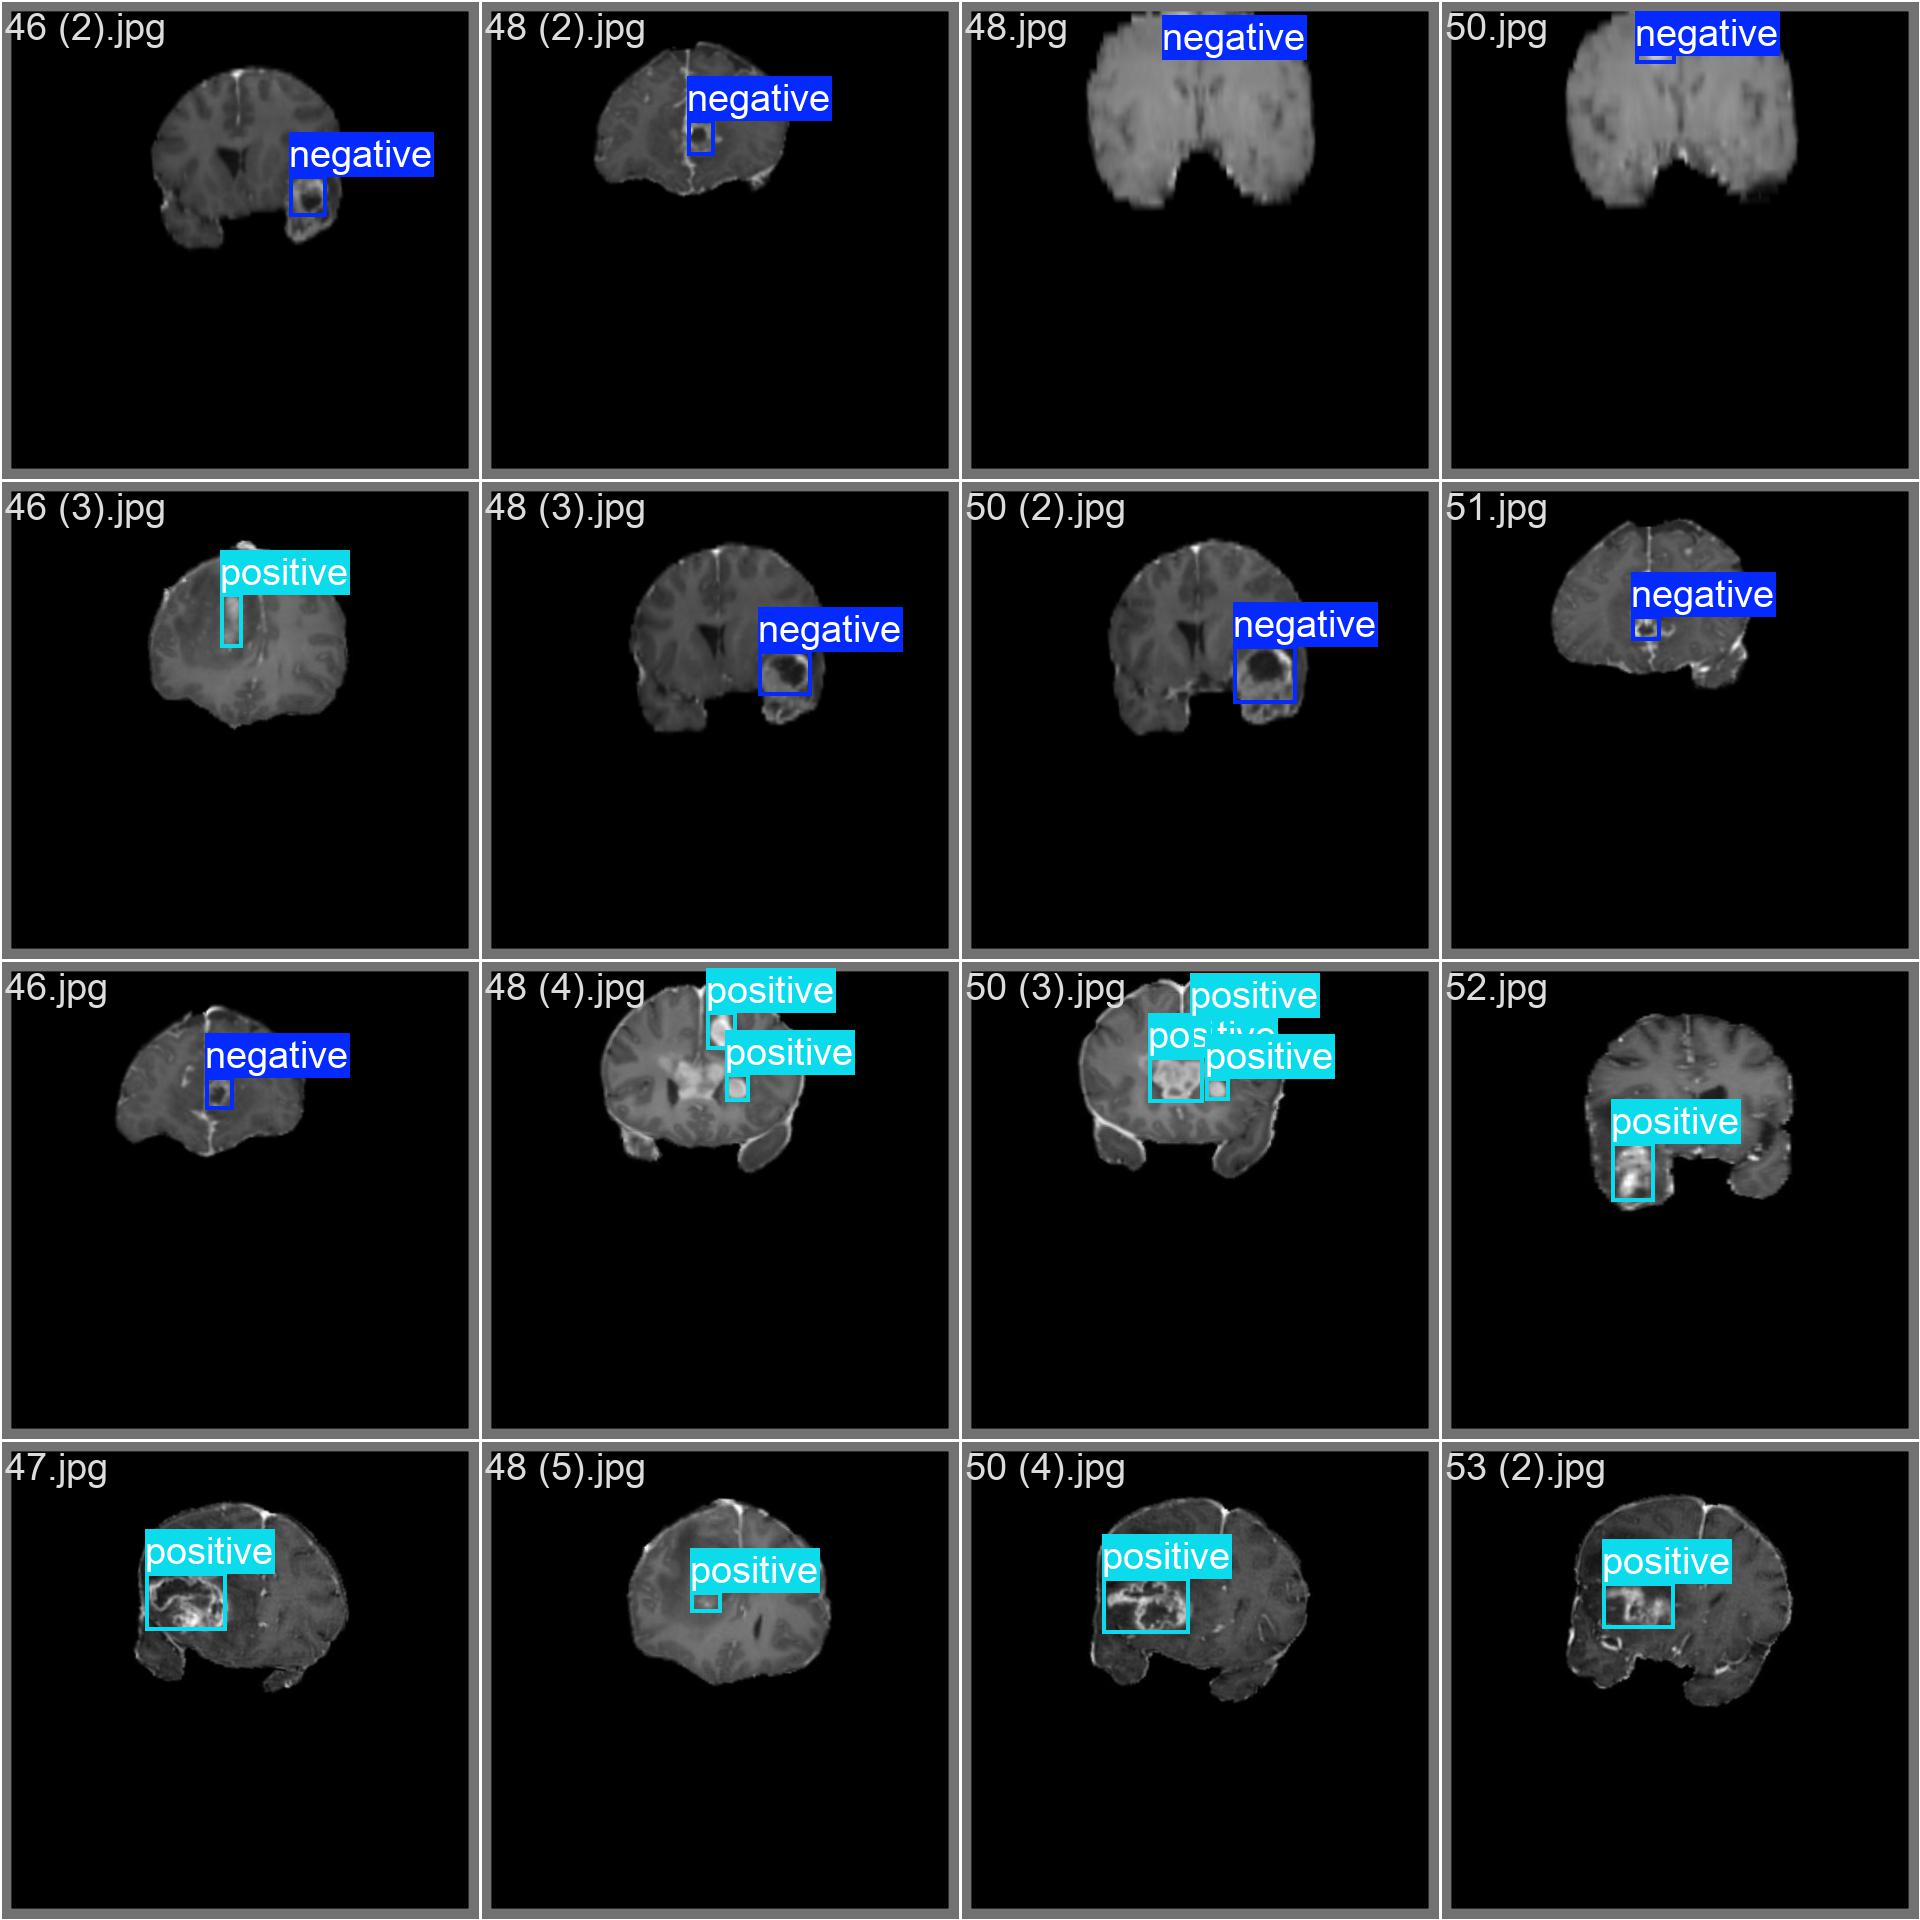 46 (2).jpg
negative
48 (2).jpg
negative
48.jpg
negative
50.jpg
negative
46 (3).jpg
positive
48 (3).jpg
negative
50 (2).jpg
negative
51.jpg
negative
46.jpg
negative
48 (4).jpg
positive
positive
50 (3).jpg
positive
positive
positive
52.jpg
positive
47.jpg
positive
48 (5).jpg
positive
50 (4).jpg
positive
53 (2).jpg
positive